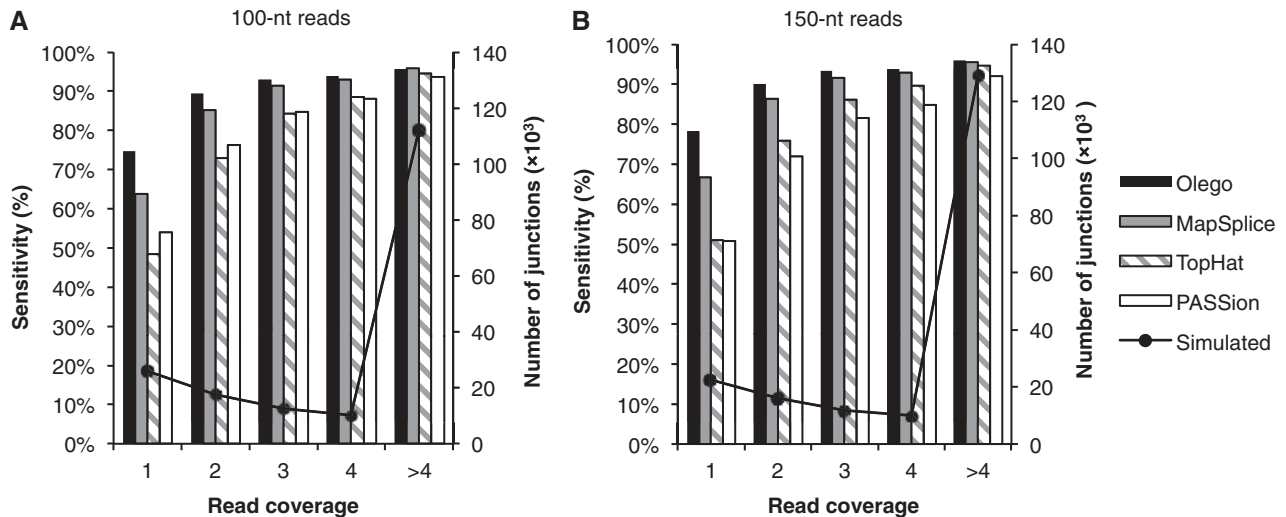 A
100-nt reads
100%
90%
80%
70%
60%
50%
40%
30%
20%
10%
0%
Sensitivity (%)
140
120
100
80
60
40
20
0
Number of junctions (×10³)
1 2 3 4 >4
Read coverage
B
150-nt reads
100%
90%
80%
70%
60%
50%
40%
30%
20%
10%
0%
Sensitivity (%)
140
120
100
80
60
40
20
0
Number of junctions (×10³)
1 2 3 4 >4
Read coverage
Olego
MapSplice
TopHat
PASSion
Simulated